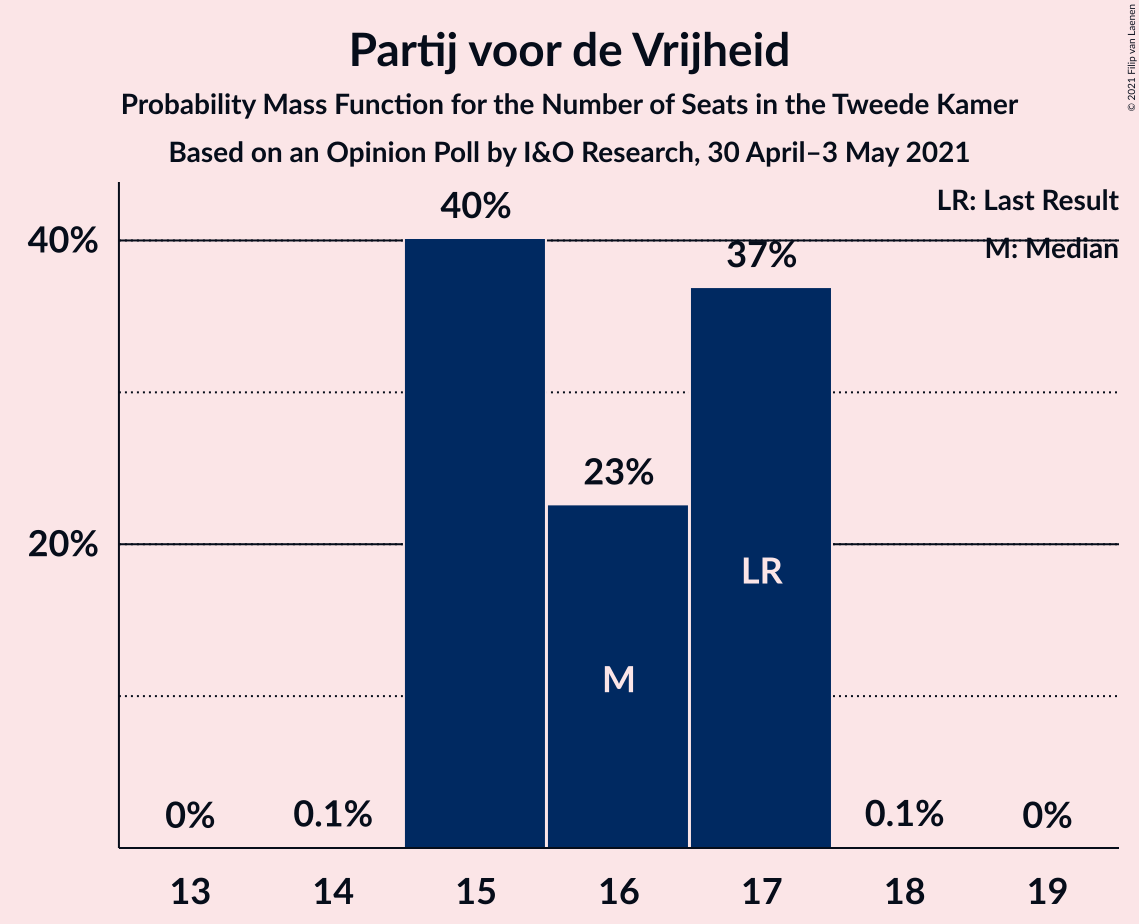 Partij voor de Vrijheid
Probability Mass Function for the Number of Seats in the Tweede Kamer
Based on an Opinion Poll by I&O Research, 30 April–3 May 2021
© 2021 Filip van Laenen
LR: Last Result
M: Median
40%
20%
0%
0.1%
40%
23%
37%
0.1%
0%
M
LR
13
14
15
16
17
18
19